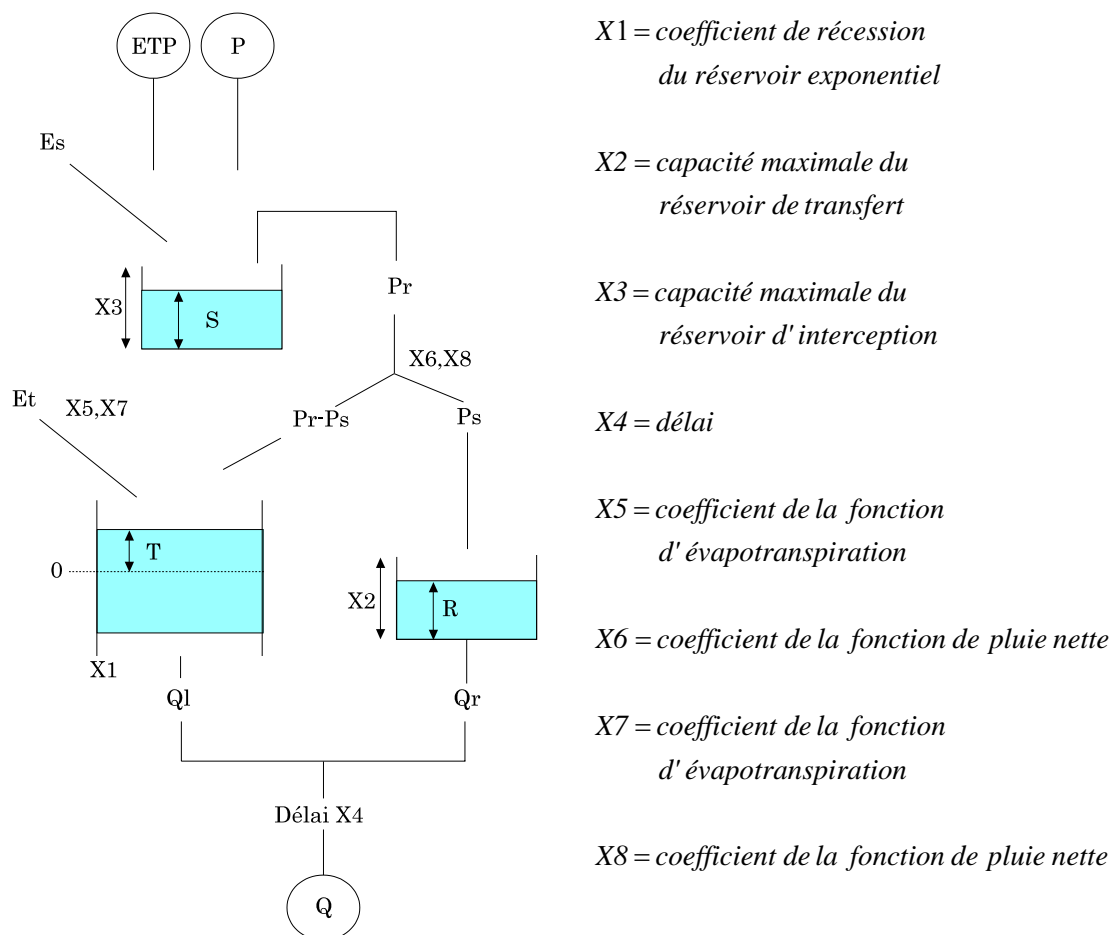 ETP
P
Es
X3
S
Pr
X6,X8
Et
X5,X7
Pr-Ps
Ps
T
0
X2
R
X1
Ql
Qr
Délai X4
Q
X1 = coefficient de récession
du réservoir exponentiel
X2 = capacité maximale du
réservoir de transfert
X3 = capacité maximale du
réservoir d' interception
X4 = délai
X5 = coefficient de la fonction
d' évapotranspiration
X6 = coefficient de la fonction de pluie nette
X7 = coefficient de la fonction
d' évapotranspiration
X8 = coefficient de la fonction de pluie nette